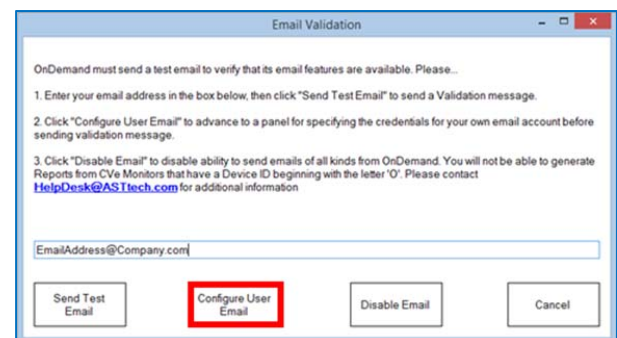 Email Validation
OnDemand must send a test email to verify that its email features are available. Please...
1. Enter your email address in the box below, then click "Send Test Email" to send a Validation message.
2. Click "Configure User Email" to advance to a panel for specifying the credentials for your own email account before
sending validation message.
3. Click "Disable Email" to disable ability to send emails of all kinds from OnDemand. You will not be able to generate
Reports from CVe Monitors that have a Device ID beginning with the letter 'O'. Please contact
HelpDesk@ASTtech.com for additional information
EmailAddress@Company.com
Send Test
Email
Configure User
Email
Disable Email
Cancel